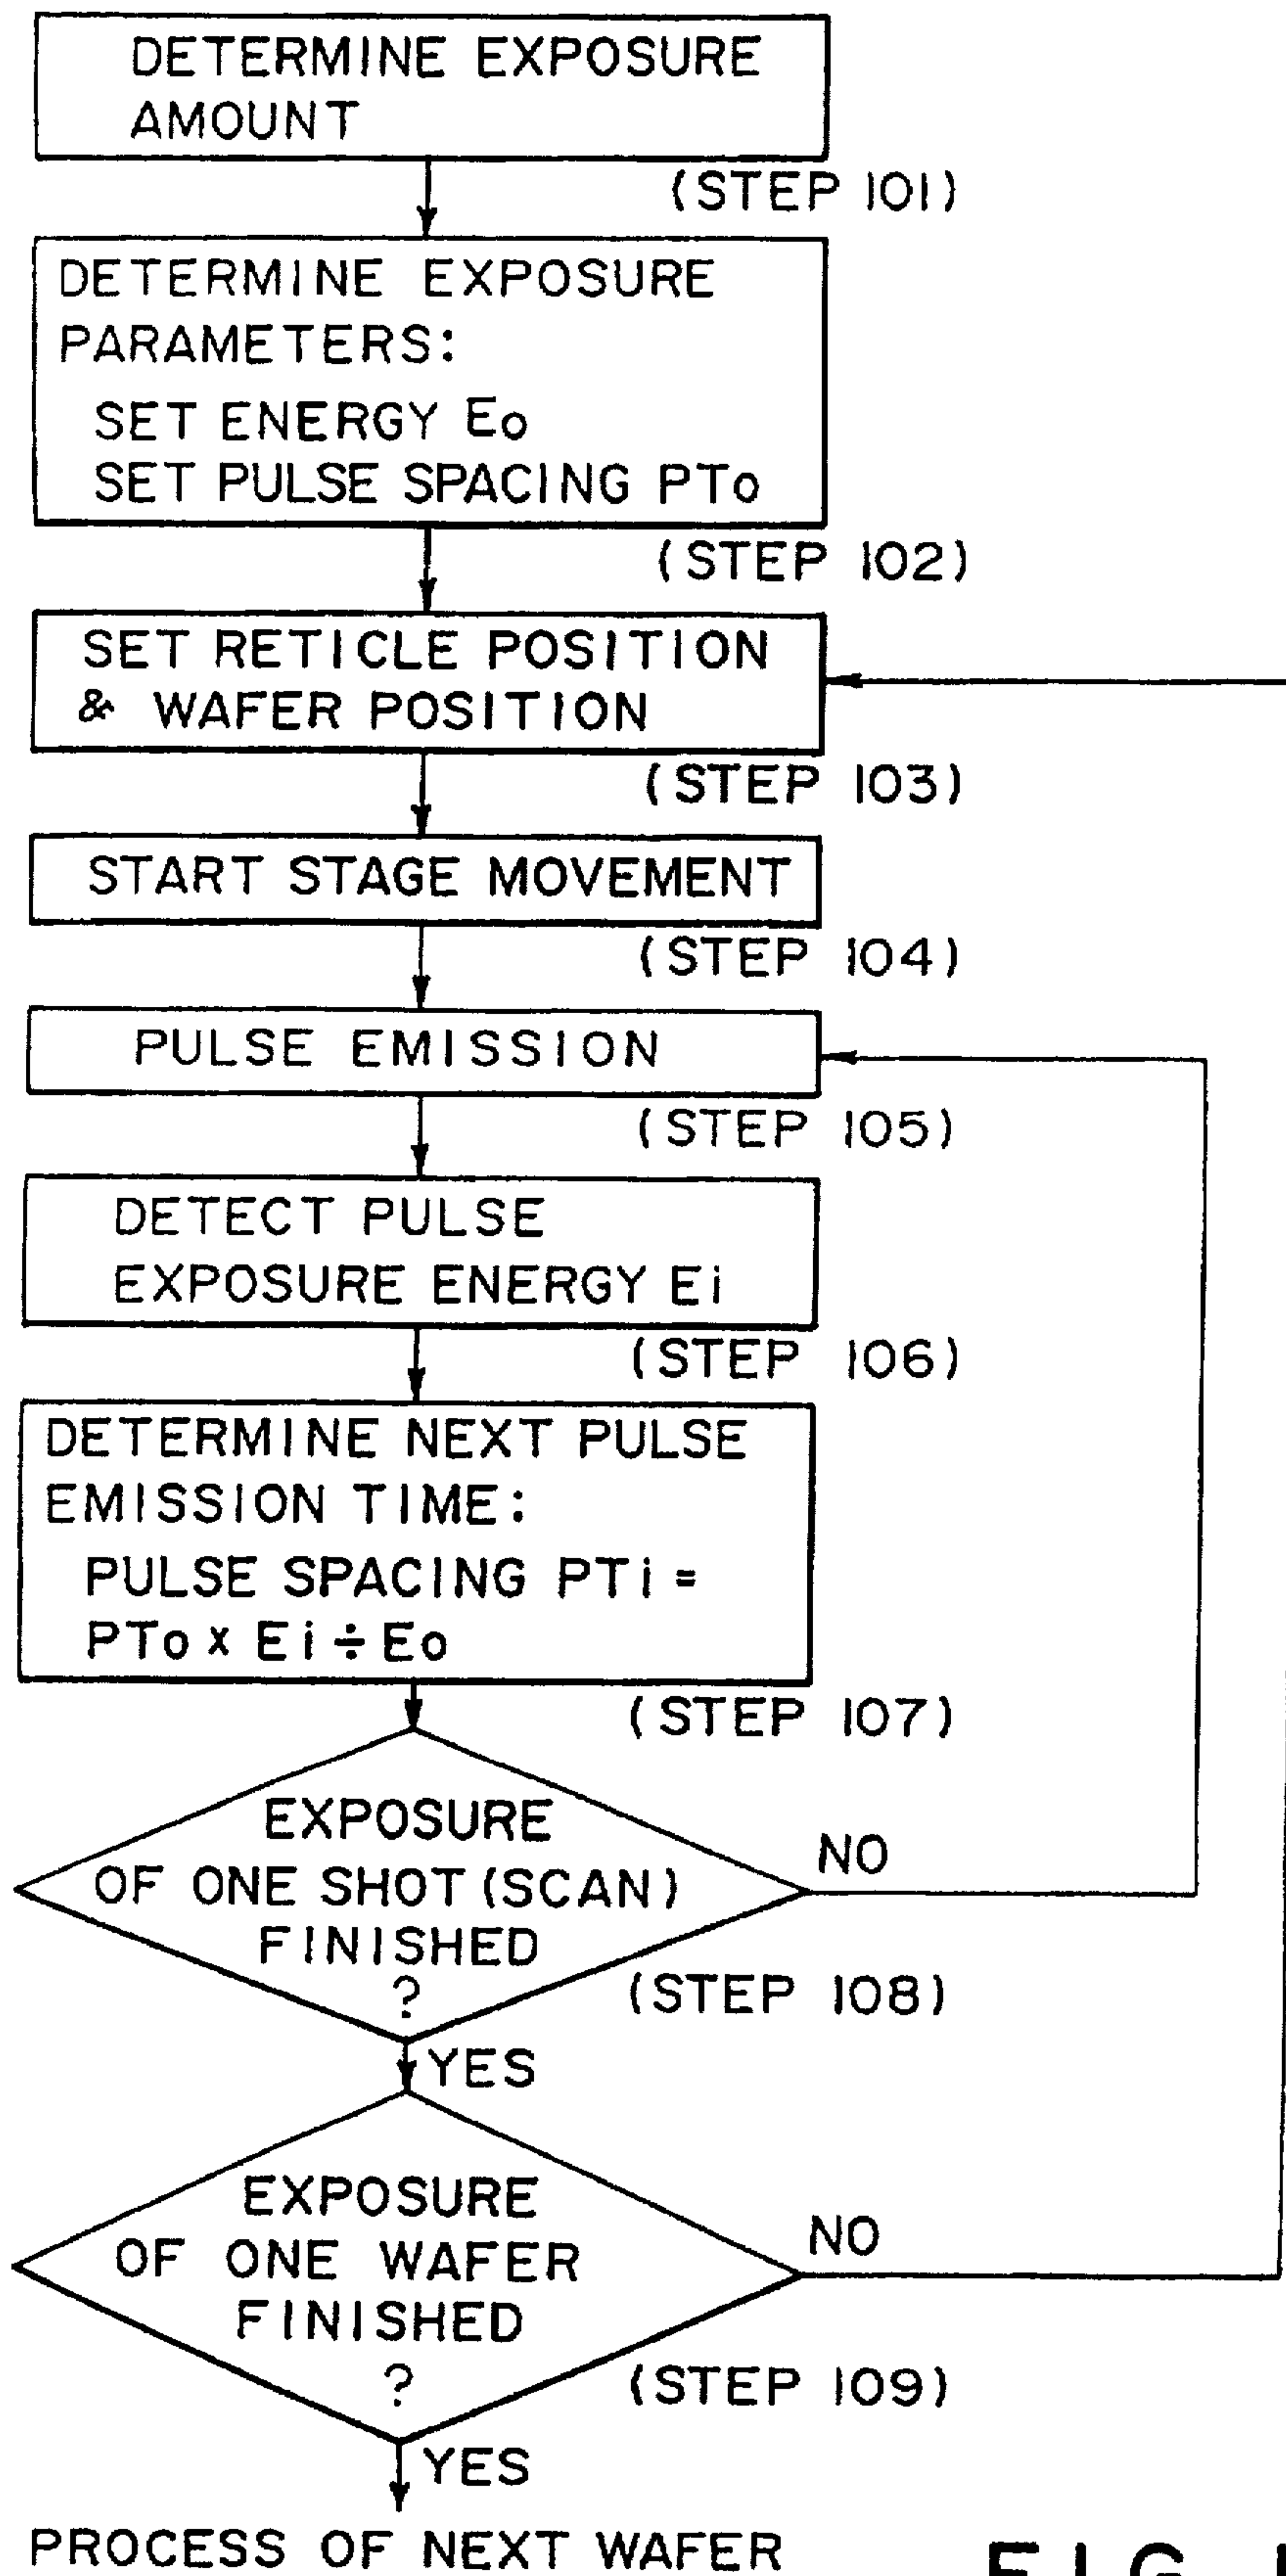 DETERMINE EXPOSURE
AMOUNT
(STEP 101)
DETERMINE EXPOSURE
PARAMETERS:
SET ENERGY Eo
SET PULSE SPACING PTo
(STEP 102)
SET RETICLE POSITION
& WAFER POSITION
(STEP 103)
START STAGE MOVEMENT
(STEP 104)
PULSE EMISSION
(STEP 105)
DETECT PULSE
EXPOSURE ENERGY Ei
(STEP 106)
DETERMINE NEXT PULSE
EMISSION TIME:
PULSE SPACING PTi =
PTo x Ei ÷ Eo
(STEP 107)
EXPOSURE
OF ONE SHOT (SCAN)
FINISHED
?
NO
(STEP 108)
YES
EXPOSURE
OF ONE WAFER
FINISHED
?
NO
(STEP 109)
YES
PROCESS OF NEXT WAFER
FIG.